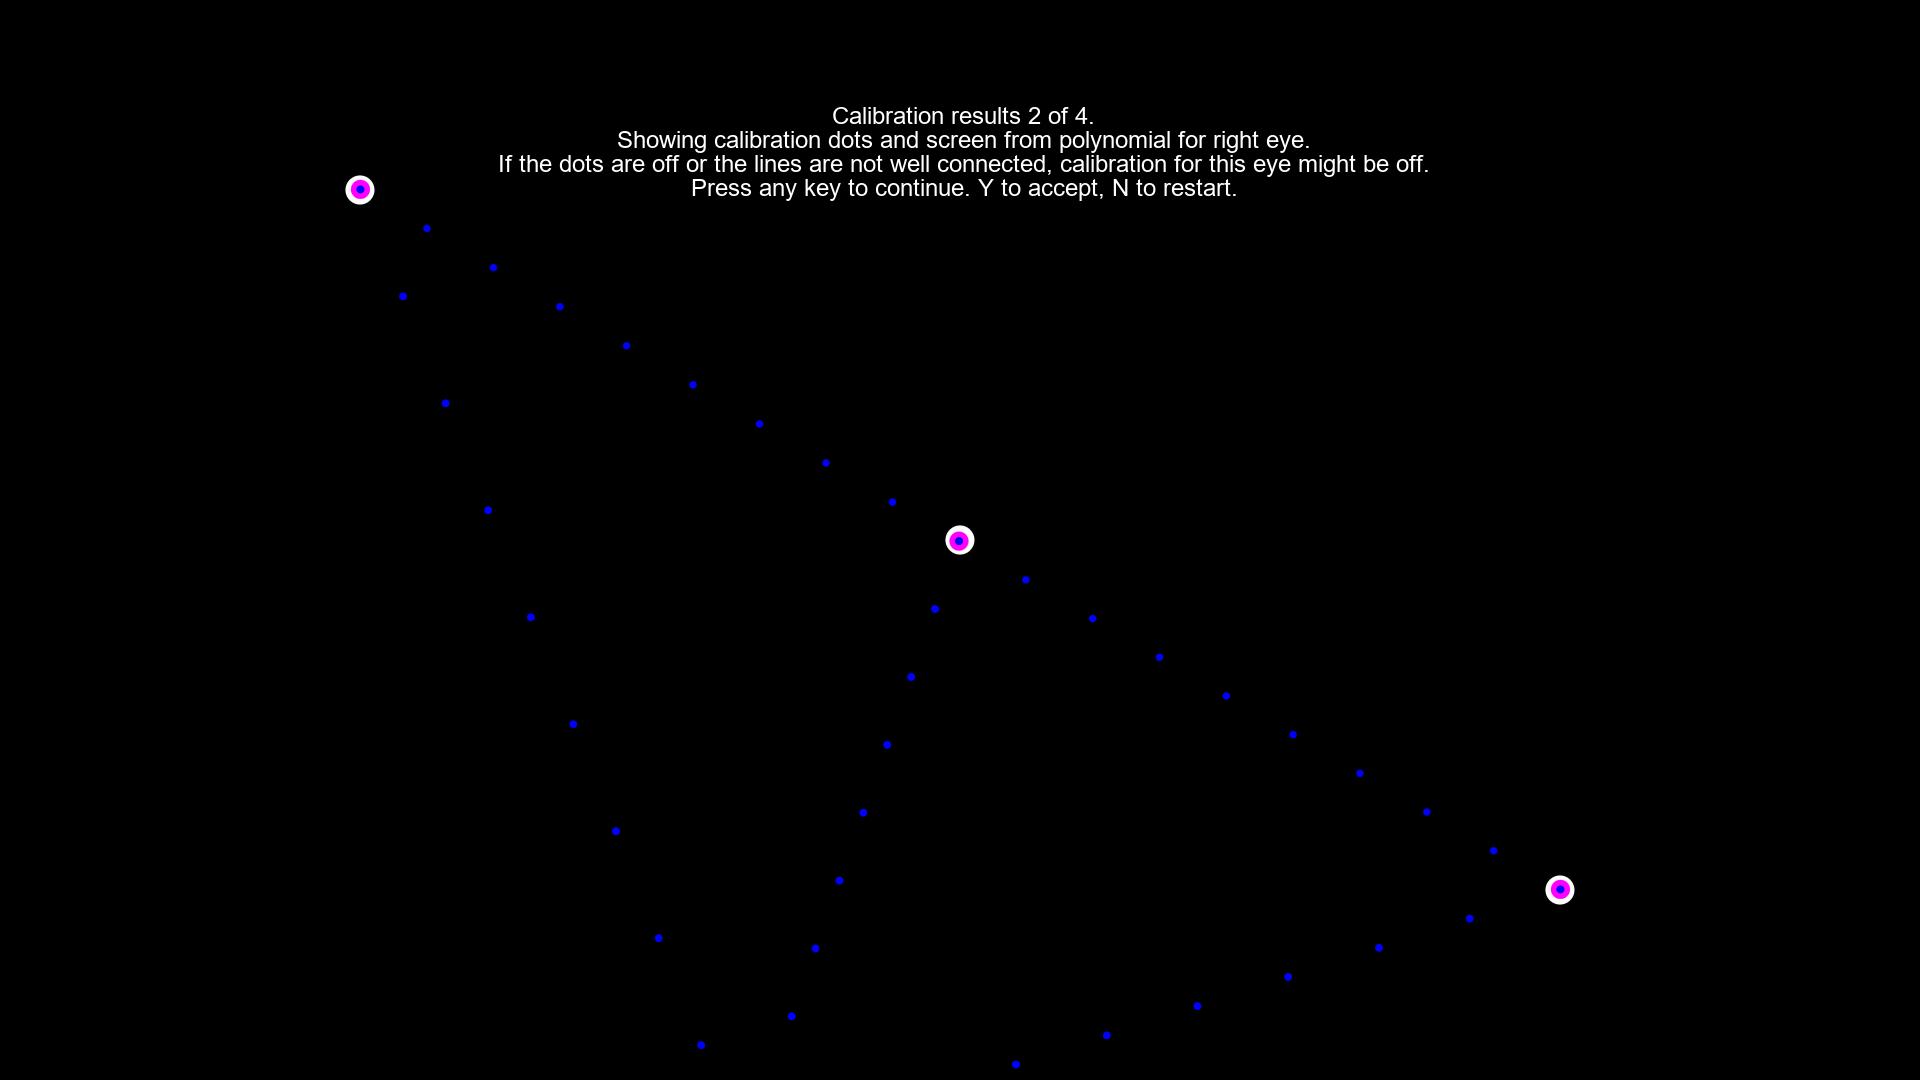 Calibration results 2 of 4.
Showing calibration dots and screen from polynomial for right eye.
If the dots are off or the lines are not well connected, calibration for this eye might be off.
Press any key to continue. Y to accept, N to restart.